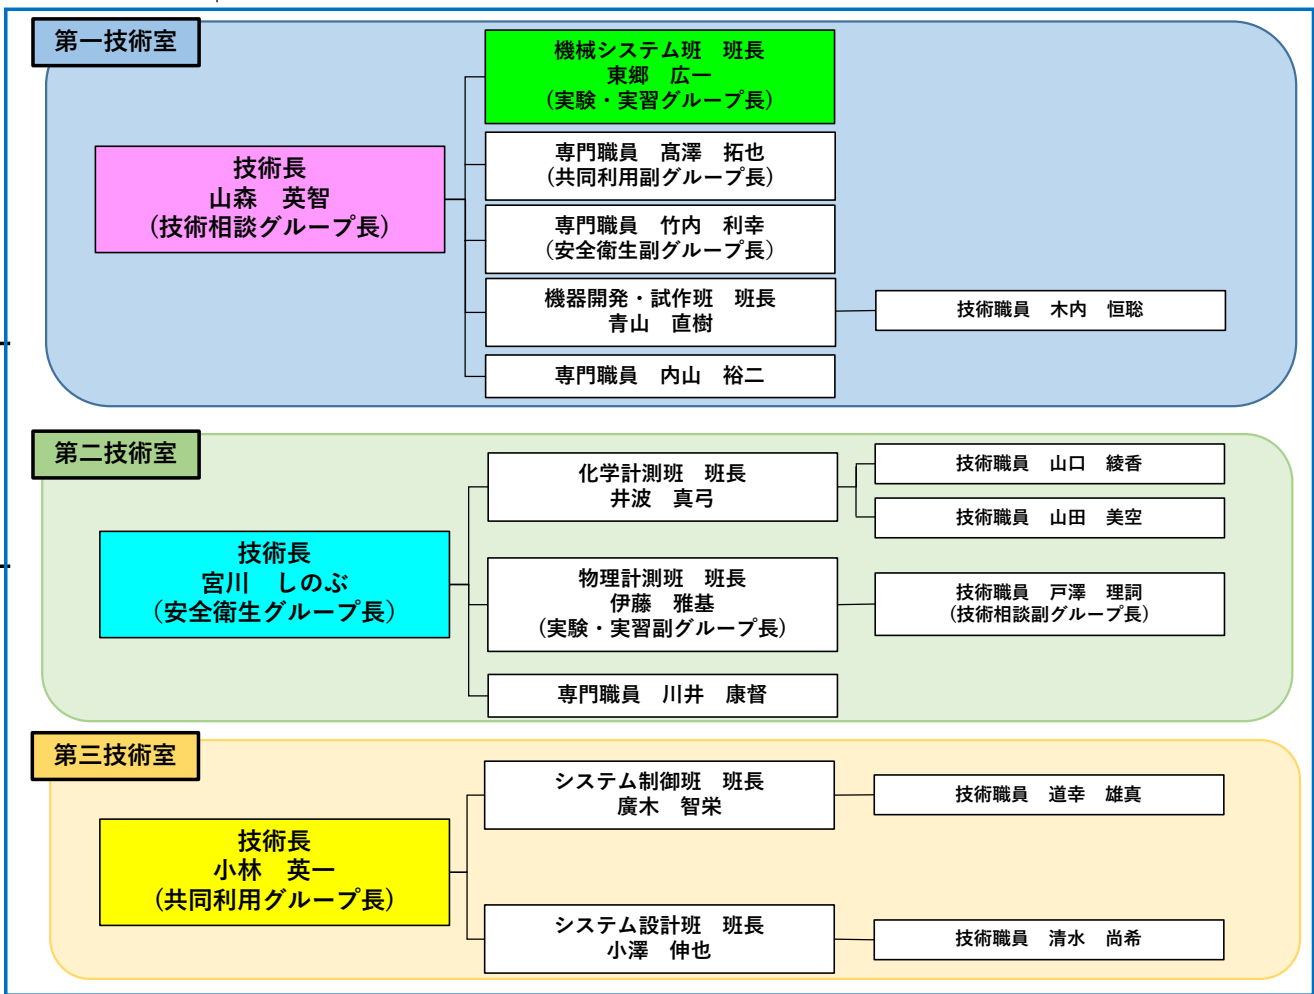 第一技術室
技術長
山森　英智
(技術相談グループ長)
機械システム班　班長
東郷　広一
(実験・実習グループ長)
専門職員　髙澤　拓也
(共同利用副グループ長)
専門職員　竹内　利幸
(安全衛生副グループ長)
機器開発・試作班　班長
青山　直樹
技術職員　木内　恒聡
専門職員　内山　裕二
第二技術室
技術長
宮川　しのぶ
(安全衛生グループ長)
化学計測班　班長
井波　真弓
技術職員　山口　綾香
技術職員　山田　美空
物理計測班　班長
伊藤　雅基
(実験・実習副グループ長)
技術職員　戸澤　理詞
(技術相談副グループ長)
専門職員　川井　康督
第三技術室
技術長
小林　英一
(共同利用グループ長)
システム制御班　班長
廣木　智栄
技術職員　道幸　雄真
システム設計班　班長
小澤　伸也
技術職員　清水　尚希